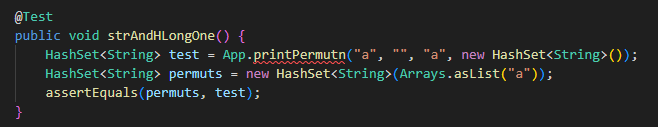 @Test
public void strAndHLongOne() {
    HashSet<String> test = App.printPermutn("a", "", "a", new HashSet<String>());
    HashSet<String> permuts = new HashSet<String>(Arrays.asList("a"));
    assertEquals(permuts, test);
}